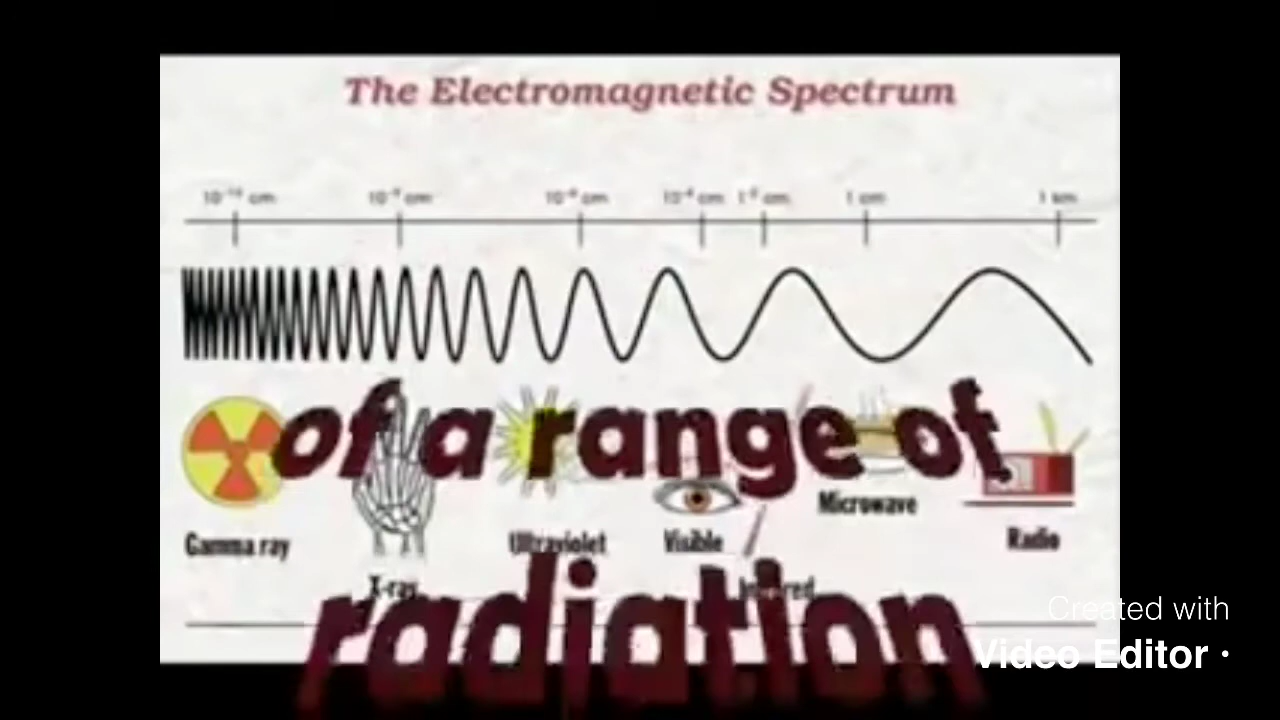 The Electromagnetic Spectrum
1 cm
1 km
of a range of
Microwave
Gamma ray
Ultraviolet
Visible
Radio
X-ray
radiation
Created with
Video Editor •